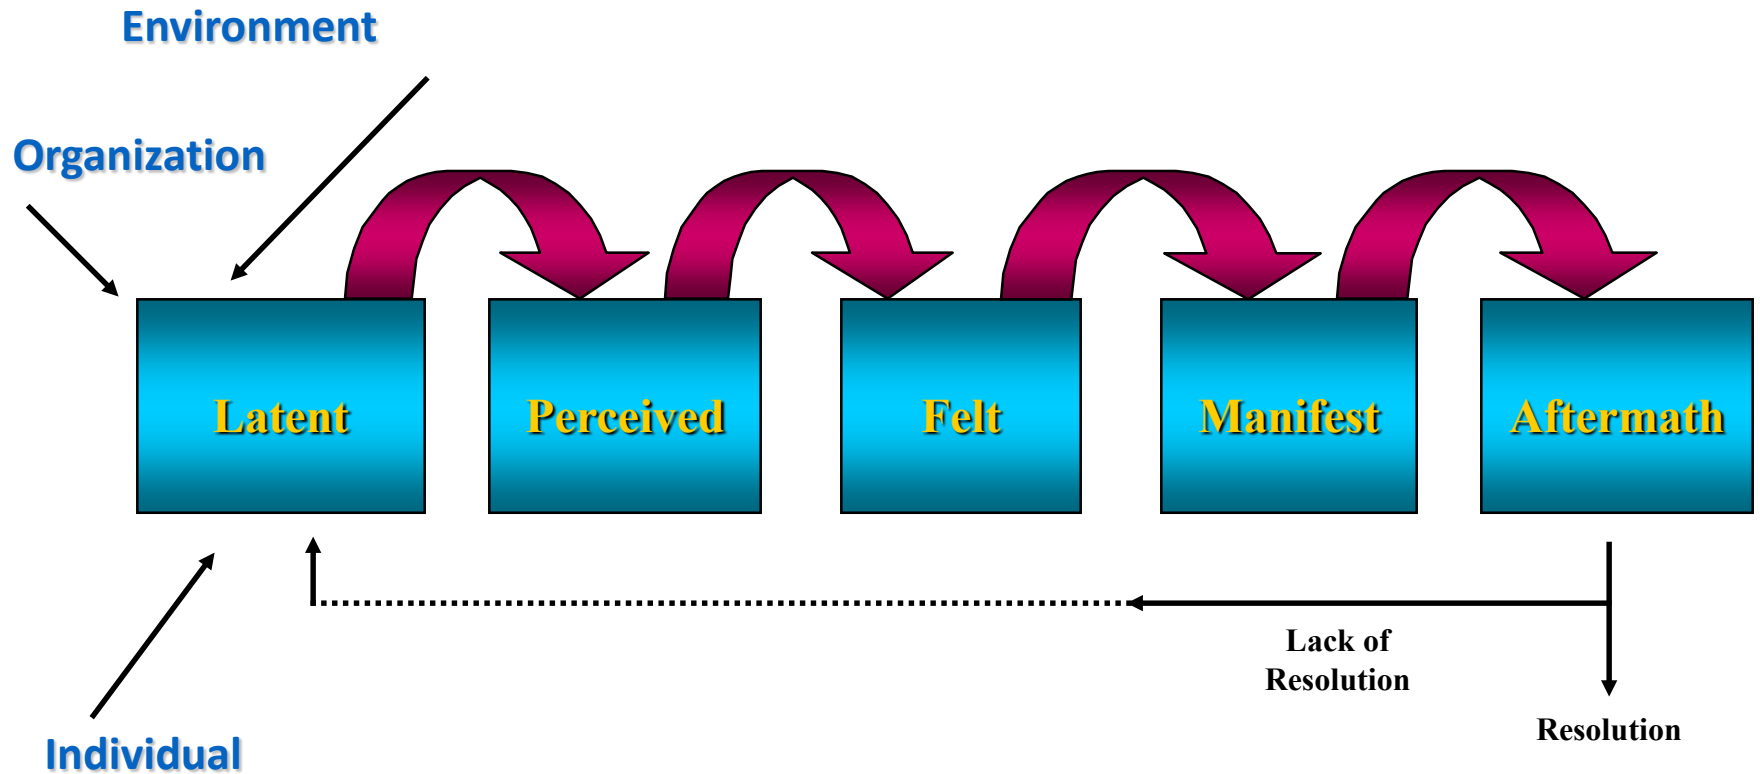 Environment
Organization
Latent
Perceived
Felt
Manifest
Aftermath
Lack of
Resolution
Resolution
Individual